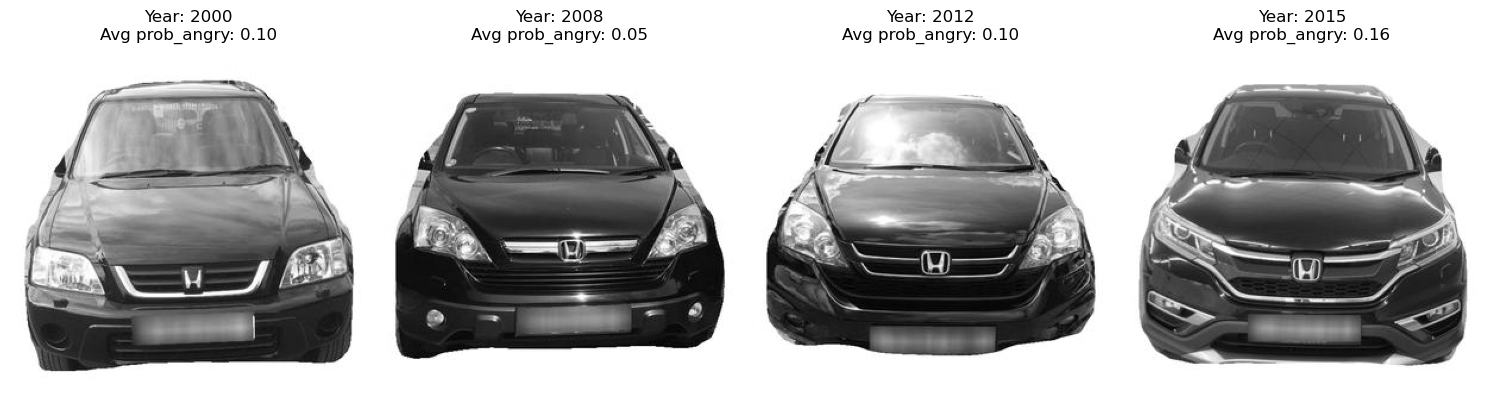 Year: 2000
Avg prob_angry: 0.10
Year: 2008
Avg prob_angry: 0.05
Year: 2012
Avg prob_angry: 0.10
Year: 2015
Avg prob_angry: 0.16